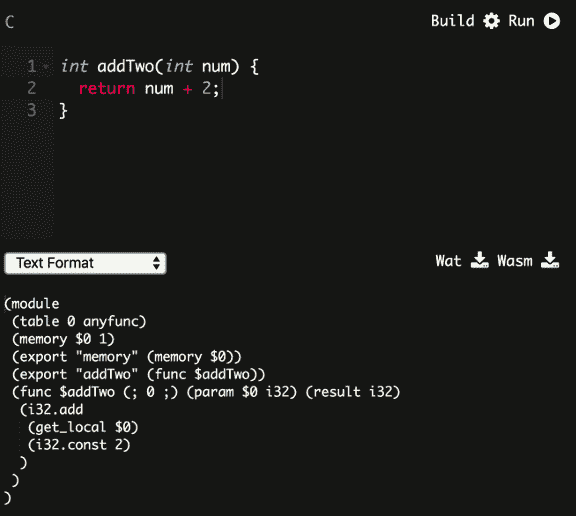 C Build Run
1 int addTwo(int num) {
2   return num + 2;
3 }
Text Format Wat Wasm
(module
 (table 0 anyfunc)
 (memory $0 1)
 (export "memory" (memory $0))
 (export "addTwo" (func $addTwo))
 (func $addTwo (; 0 ;) (param $0 i32) (result i32)
  (i32.add
   (get_local $0)
   (i32.const 2)
  )
 )
)